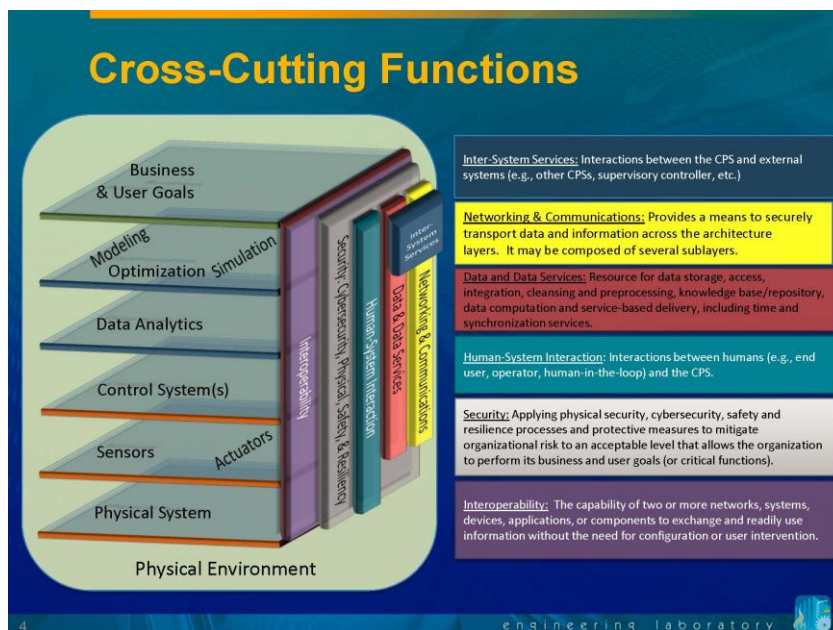 Cross-Cutting Functions
Business
& User Goals
Modeling
Optimization
Simulation
Data Analytics
Control System(s)
Sensors
Actuators
Physical System
Physical Environment
Interoperability
Security: Cybersecurity, Physical, Safety, & Resiliency
Human-System Interaction
Data & Data Services
Networking & Communications
Inter-
System
Services
Inter-System Services: Interactions between the CPS and external
systems (e.g., other CPSs, supervisory controller, etc.)
Networking & Communications: Provides a means to securely
transport data and information across the architecture
layers. It may be composed of several sublayers.
Data and Data Services: Resource for data storage, access,
integration, cleansing and preprocessing, knowledge base/repository,
data computation and service-based delivery, including time and
synchronization services.
Human-System Interaction: Interactions between humans (e.g., end
user, operator, human-in-the-loop) and the CPS.
Security: Applying physical security, cybersecurity, safety and
resilience processes and protective measures to mitigate
organizational risk to an acceptable level that allows the organization
to perform its business and user goals (or critical functions).
Interoperability: The capability of two or more networks, systems,
devices, applications, or components to exchange and readily use
information without the need for configuration or user intervention.
4
engineering laboratory